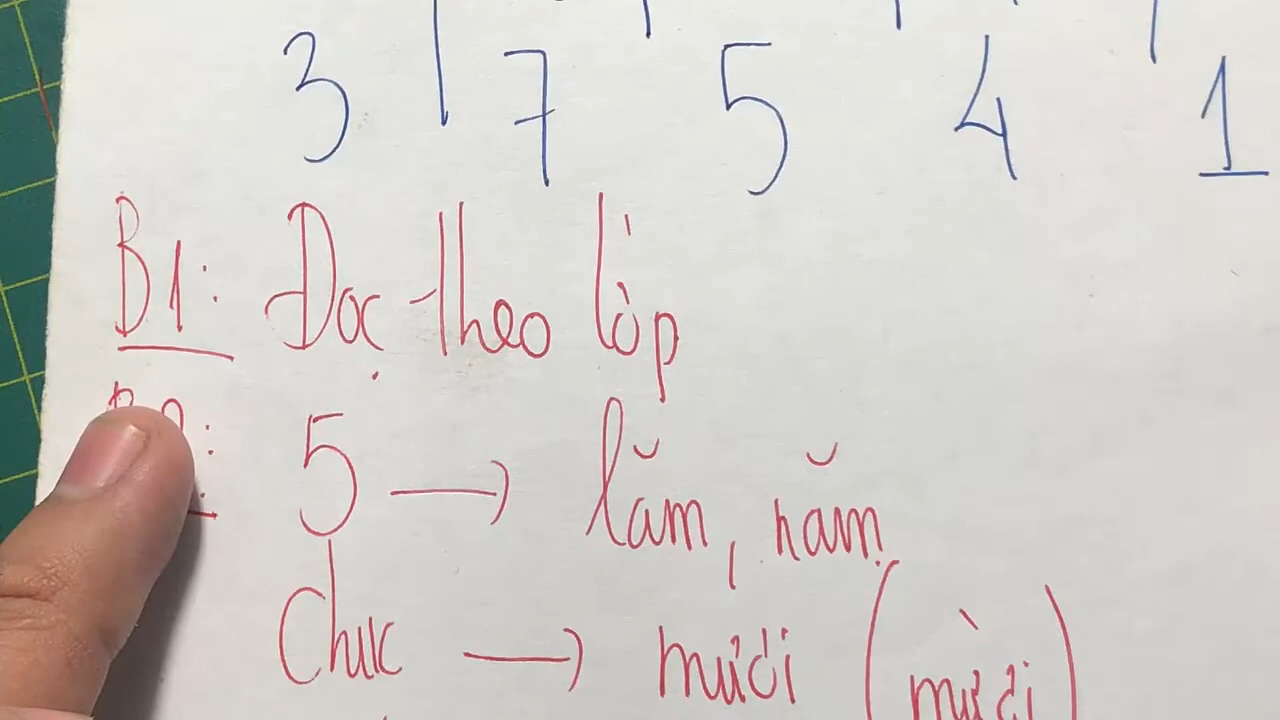 3 7 5 4 1
B1: Đọc theo lớp
5 → lăm, năm
Chục → mươi (mười)